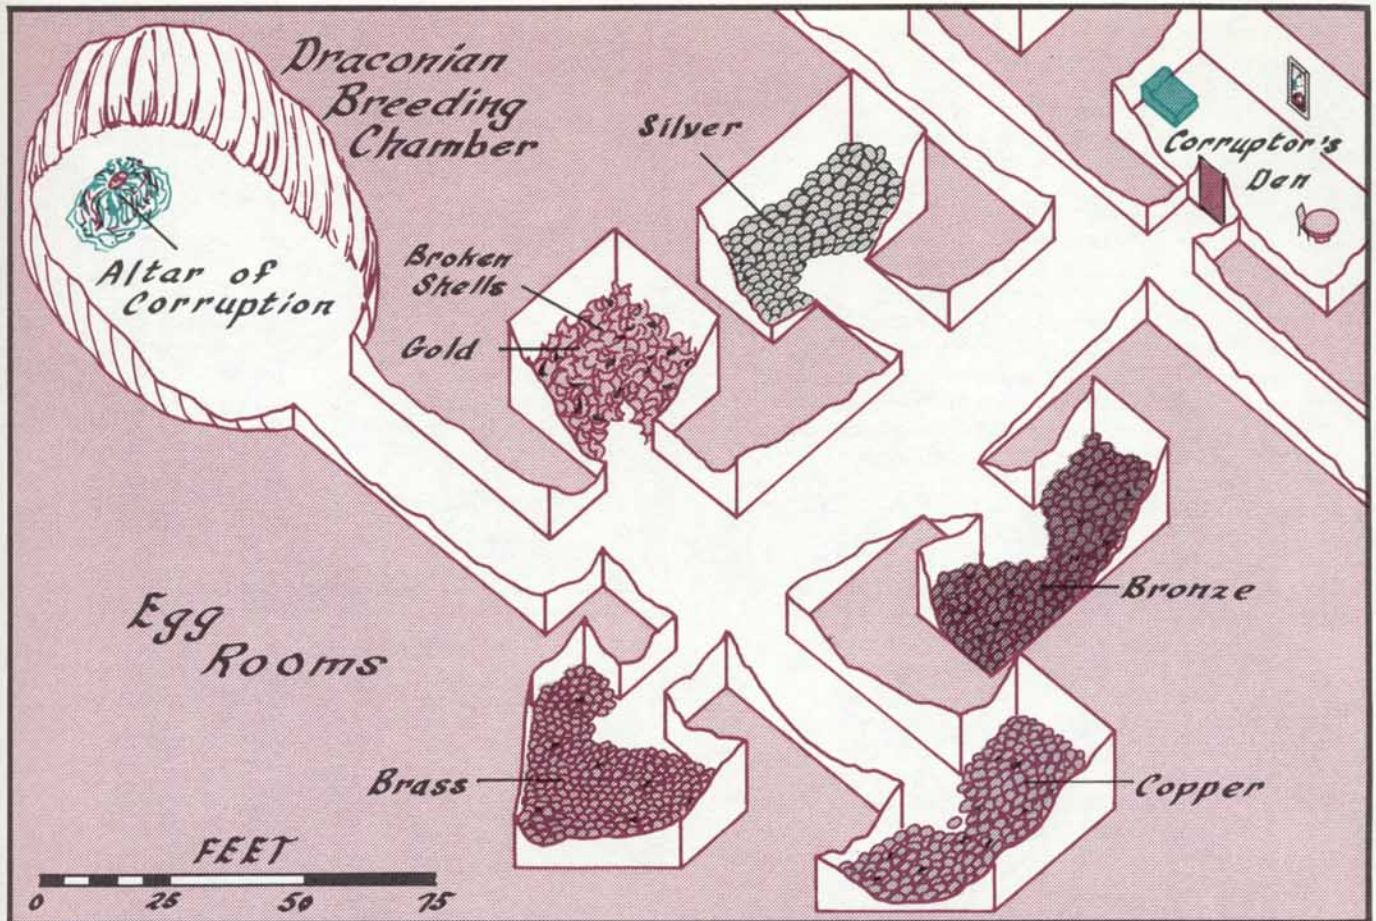 Draconian
Breeding
Chamber
Silver
Corruptor's
Den
Altar of
Corruption
Broken
Shells
Gold
Bronze
Egg
Rooms
Brass
Copper
FEET
0 25 50 75